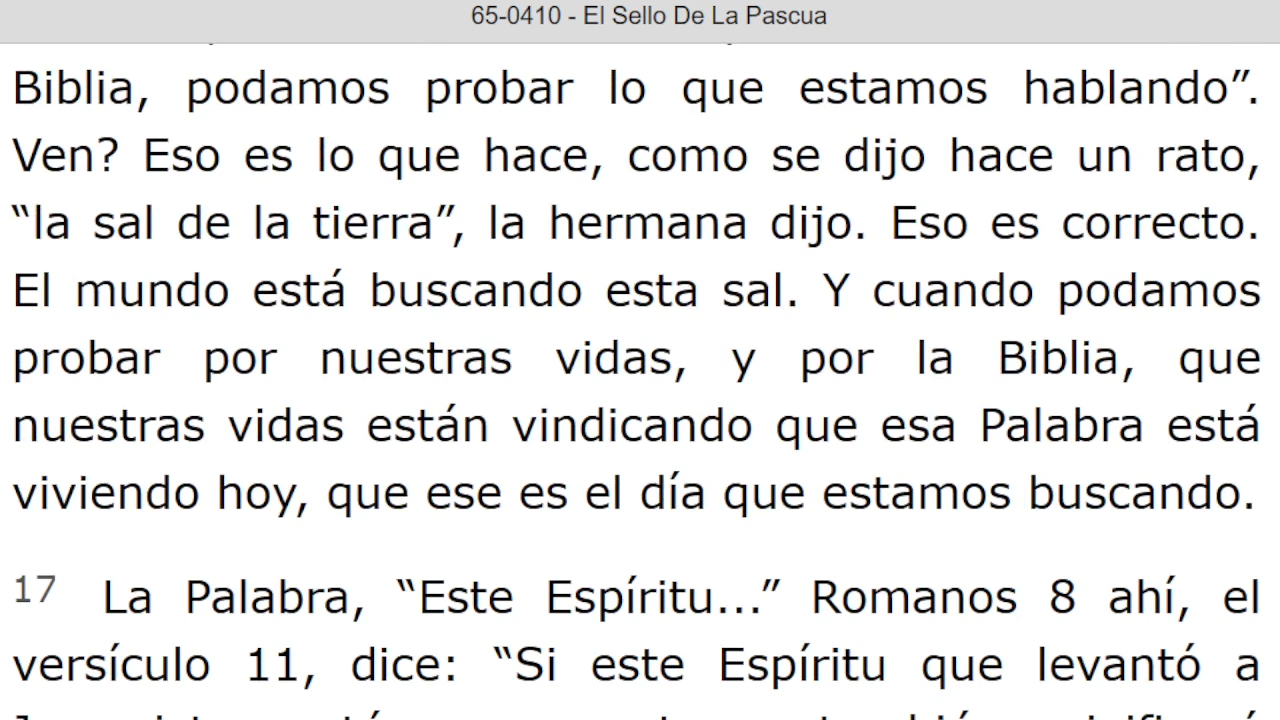 65-0410 - El Sello De La Pascua
Biblia, podamos probar lo que estamos hablando”.
Ven? Eso es lo que hace, como se dijo hace un rato,
“la sal de la tierra”, la hermana dijo. Eso es correcto.
El mundo está buscando esta sal. Y cuando podamos
probar por nuestras vidas, y por la Biblia, que
nuestras vidas están vindicando que esa Palabra está
viviendo hoy, que ese es el día que estamos buscando.
17 La Palabra, “Este Espíritu...” Romanos 8 ahí, el
versículo 11, dice: “Si este Espíritu que levantó a